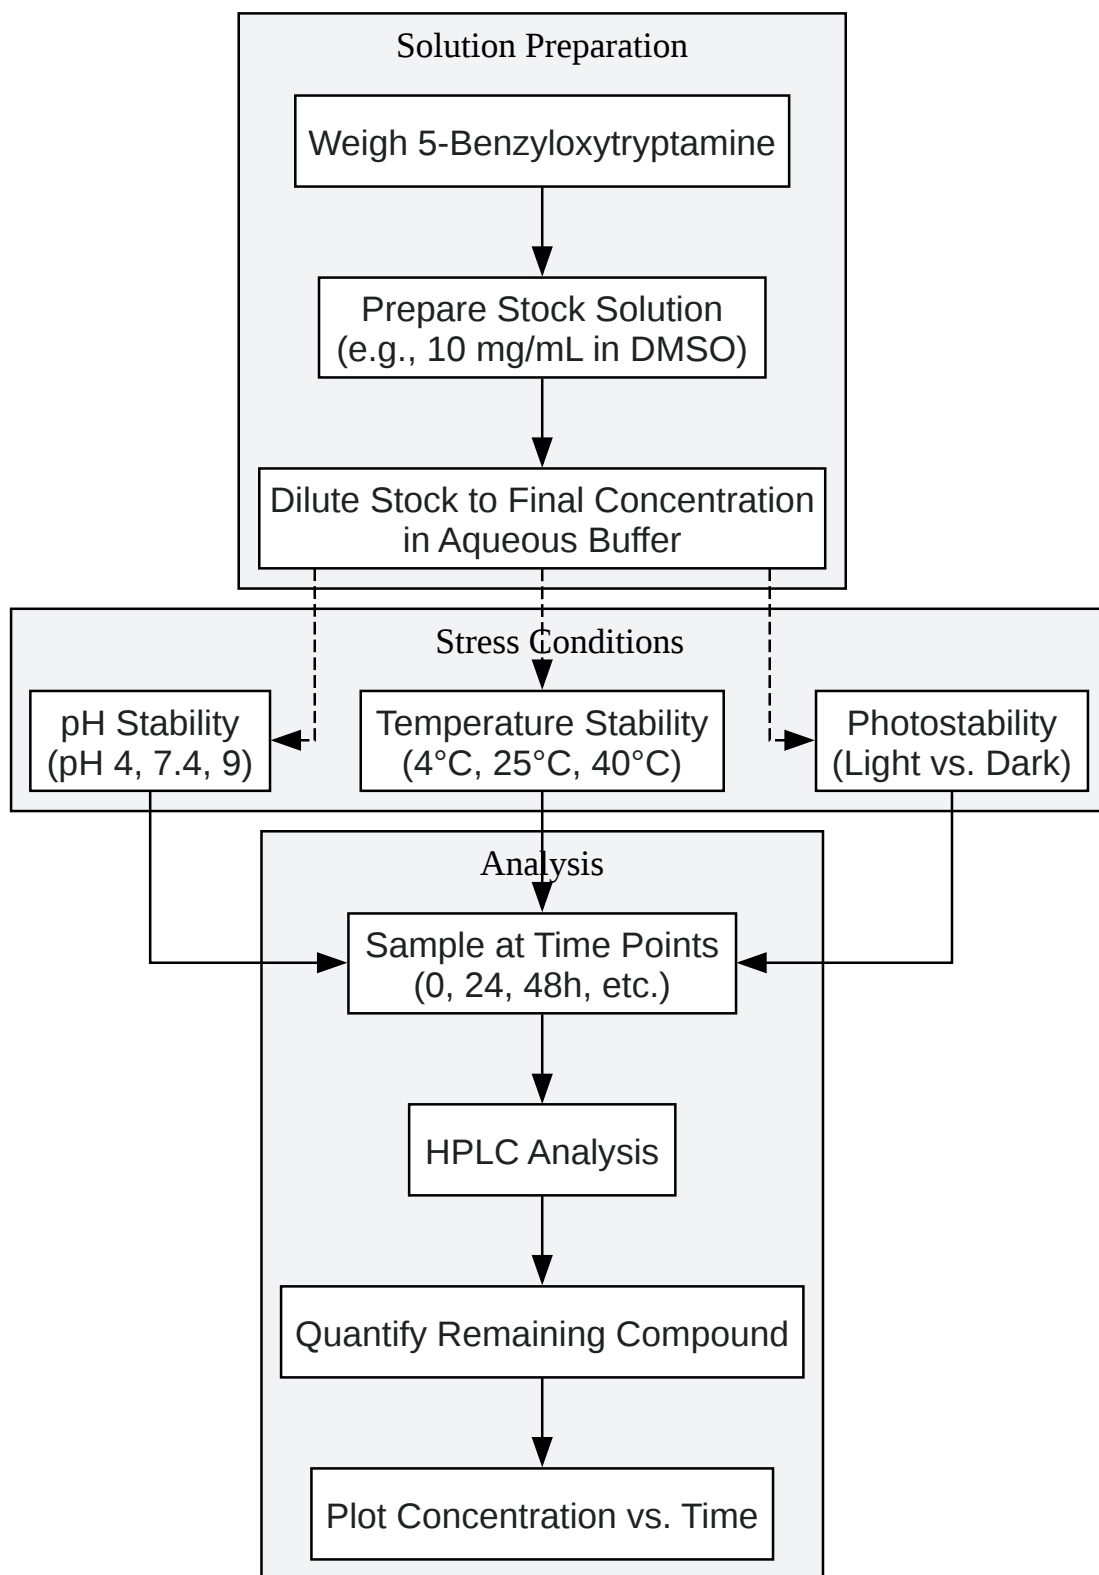 Solution Preparation
Weigh 5-Benzyloxytryptamine
Prepare Stock Solution
(e.g., 10 mg/mL in DMSO)
Dilute Stock to Final Concentration
in Aqueous Buffer
Stress Conditions
pH Stability
(pH 4, 7.4, 9)
Temperature Stability
(4°C, 25°C, 40°C)
Photostability
(Light vs. Dark)
Analysis
Sample at Time Points
(0, 24, 48h, etc.)
HPLC Analysis
Quantify Remaining Compound
Plot Concentration vs. Time